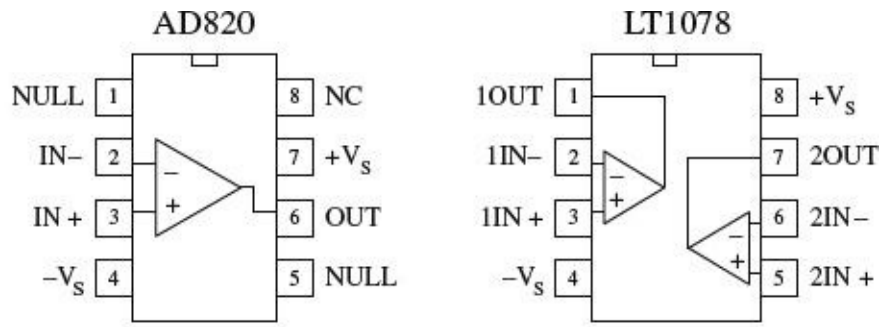 AD820
NULL 1 8 NC
IN– 2 – 7 +VS
IN + 3 + 6 OUT
–VS 4 5 NULL
LT1078
1OUT 1 8 +VS
1IN– 2 – 7 2OUT
1IN + 3 + – 6 2IN–
–VS 4 + 5 2IN +